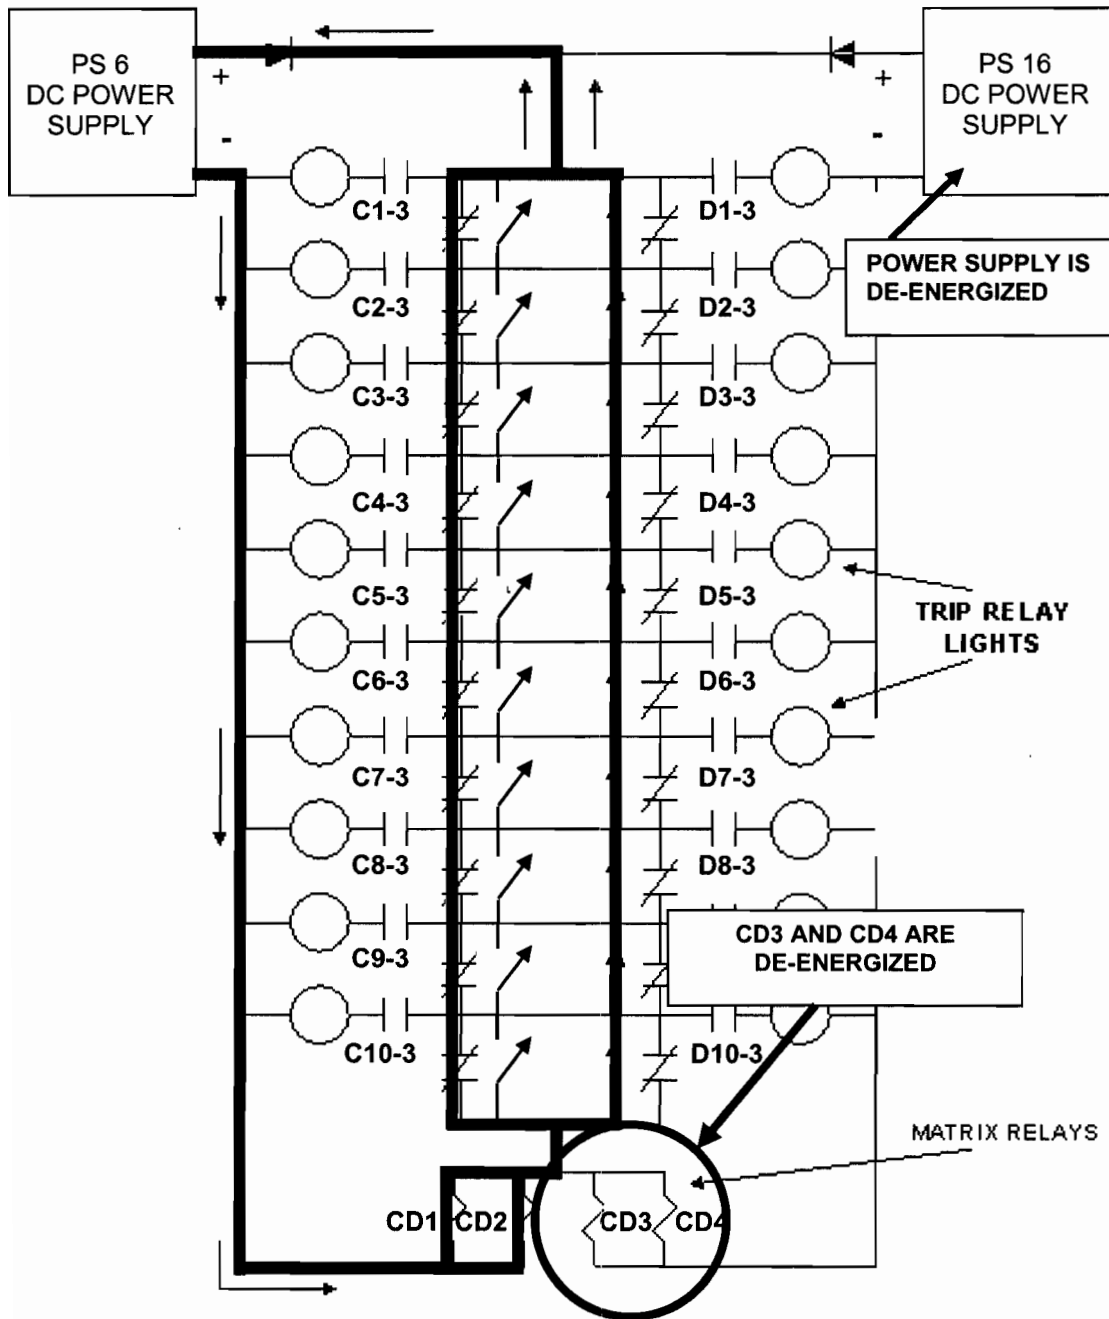 PS 6
DC POWER
SUPPLY
+
-
PS 16
DC POWER
SUPPLY
+
-
C1-3
D1-3
POWER SUPPLY IS
DE-ENERGIZED
C2-3
D2-3
C3-3
D3-3
C4-3
D4-3
C5-3
D5-3
TRIP RELAY
LIGHTS
C6-3
D6-3
C7-3
D7-3
C8-3
D8-3
CD3 AND CD4 ARE
DE-ENERGIZED
C9-3
C10-3
D10-3
MATRIX RELAYS
CD1
CD2
CD3
CD4